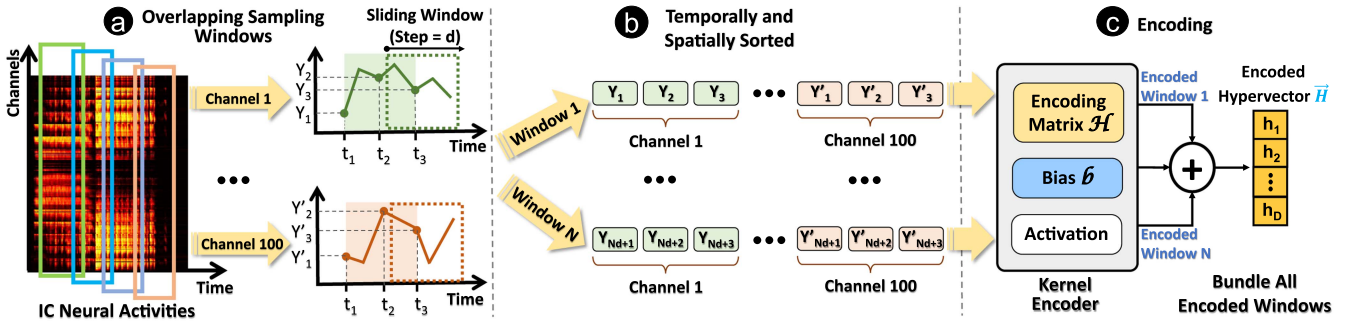 a Overlapping Sampling
Windows
Channels
Time
IC Neural Activities
Channel 1
•••
Channel 100
Sliding Window
(Step = d)
Y2
Y3
Y1
t1 t2 t3
Time
Y'2
Y'3
Y'1
t1 t2 t3
Time
b Temporally and
Spatially Sorted
Window 1
Window N
Y1 Y2 Y3 ••• Y'1 Y'2 Y'3
Channel 1 Channel 100
••• •••
YNd+1 YNd+2 YNd+3 ••• Y'Nd+1 Y'Nd+2 Y'Nd+3
Channel 1 Channel 100
c Encoding
Encoding
Matrix ℋ
Bias b⃗
Activation
Kernel
Encoder
Encoded
Window 1
+
Encoded
Window N
Encoded
Hypervector H⃗
h1
h2
⋮
hD
Bundle All
Encoded Windows